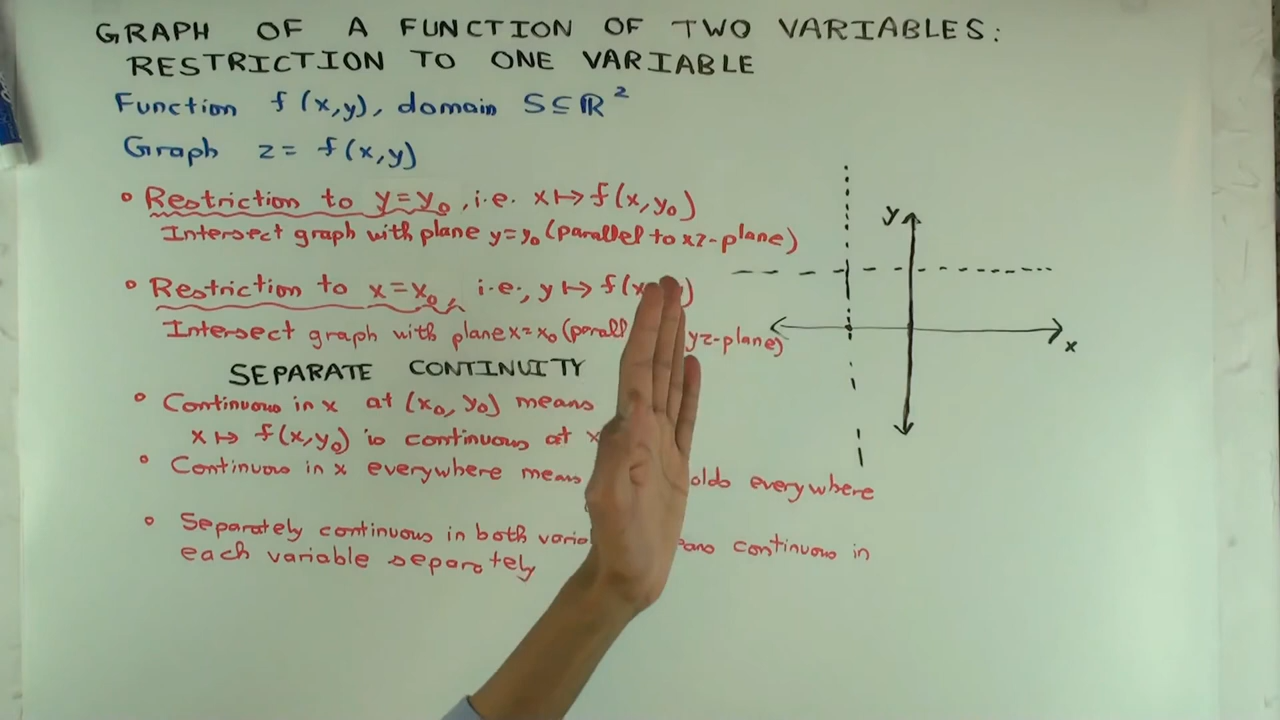 GRAPH OF A FUNCTION OF TWO VARIABLES:
RESTRICTION TO ONE VARIABLE
Function f(x,y), domain S⊆ℝ²
Graph z = f(x,y)
• Restriction to y=y₀, i.e. x↦f(x,y₀)
Intersect graph with plane y=y₀ (parallel to xz-plane)
• Restriction to x=x₀, i.e., y↦f(x y)
Intersect graph with plane x=x₀ (parall yz-plane)
SEPARATE CONTINUITY
• Continuous in x at (x₀, y₀) means
x↦ f(x,y₀) is continuous at x
• Continuous in x everywhere means olds everywhere
• Separately continuous in both varia eans continuous in
each variable separately
y
x